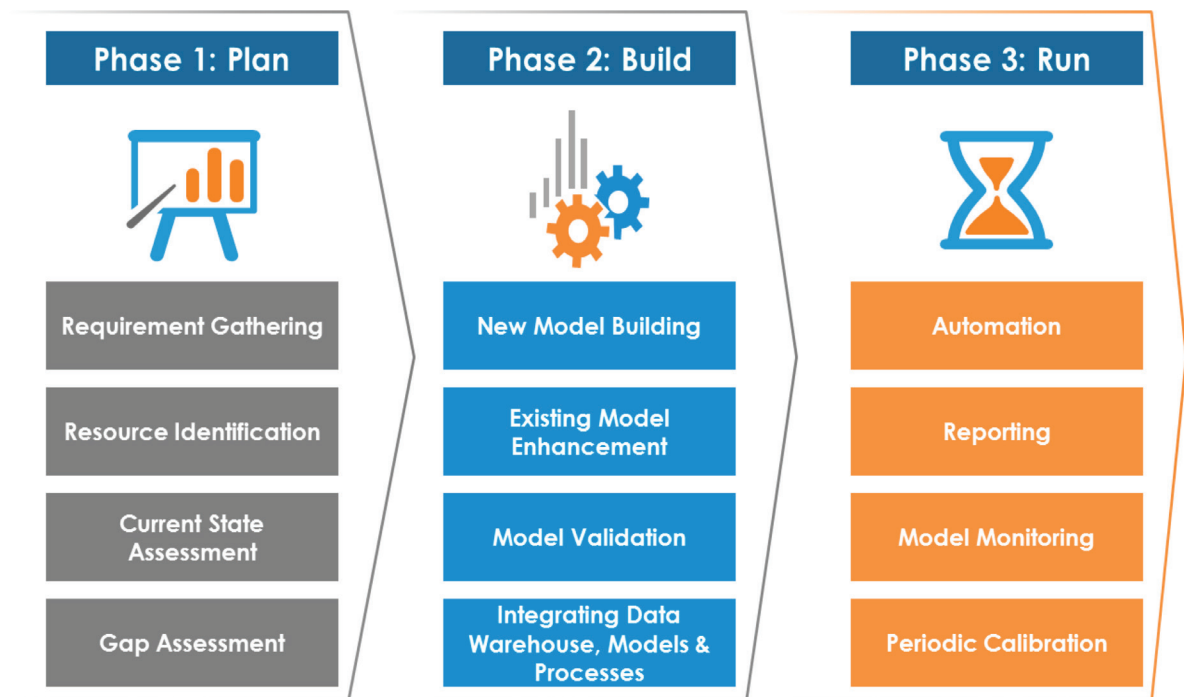 Phase 1: Plan
Requirement Gathering
Resource Identification
Current State
Assessment
Gap Assessment
Phase 2: Build
New Model Building
Existing Model
Enhancement
Model Validation
Integrating Data
Warehouse, Models &
Processes
Phase 3: Run
Automation
Reporting
Model Monitoring
Periodic Calibration